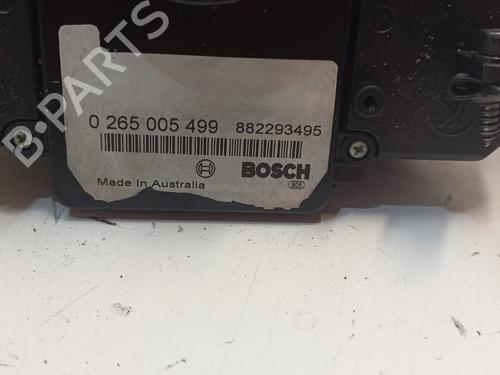 B-PARTS
0 265 005 499 882293495
BOSCH
Made In Australia